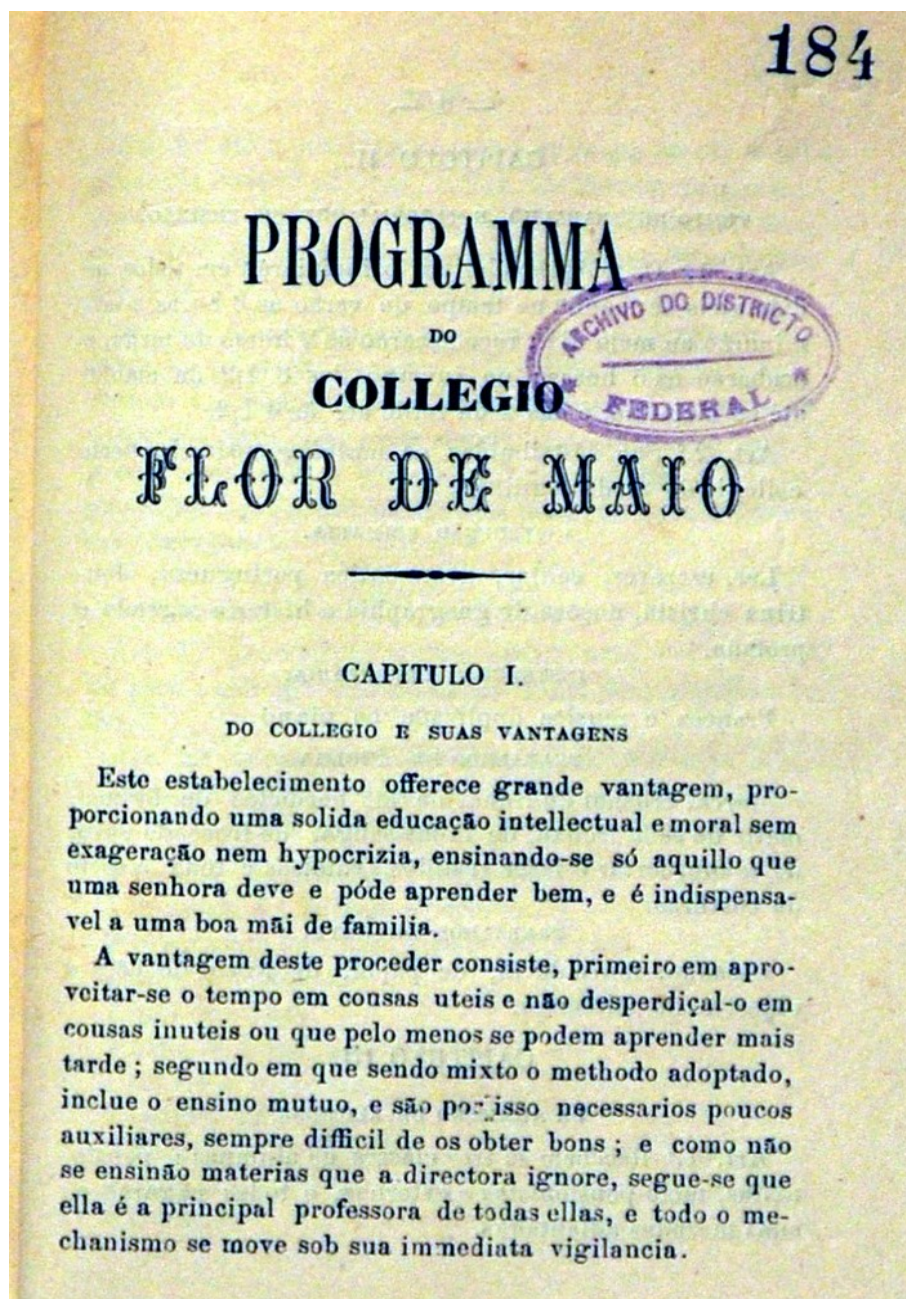 184
PROGRAMMA
DO
COLLEGIO
FLOR DE MAIO
ARCHIVO DO DISTRICTO
* FEDERAL *
CAPITULO I.
DO COLLEGIO E SUAS VANTAGENS
Este estabelecimento offerece grande vantagem, pro-
porcionando uma solida educação intellectual e moral sem
exageração nem hypocrizia, ensinando-se só aquillo que
uma senhora deve e póde aprender bem, e é indispensa-
vel a uma boa mãi de familia.
A vantagem deste proceder consiste, primeiro em apro-
veitar-se o tempo em cousas uteis e não desperdiçal-o em
cousas inuteis ou que pelo menos se podem aprender mais
tarde ; segundo em que sendo mixto o methodo adoptado,
inclue o ensino mutuo, e são por isso necessarios poucos
auxiliares, sempre difficil de os obter bons ; e como não
se ensinão materias que a directora ignore, segue-se que
ella é a principal professora de todas ellas, e todo o me-
chanismo se move sob sua immediata vigilancia.